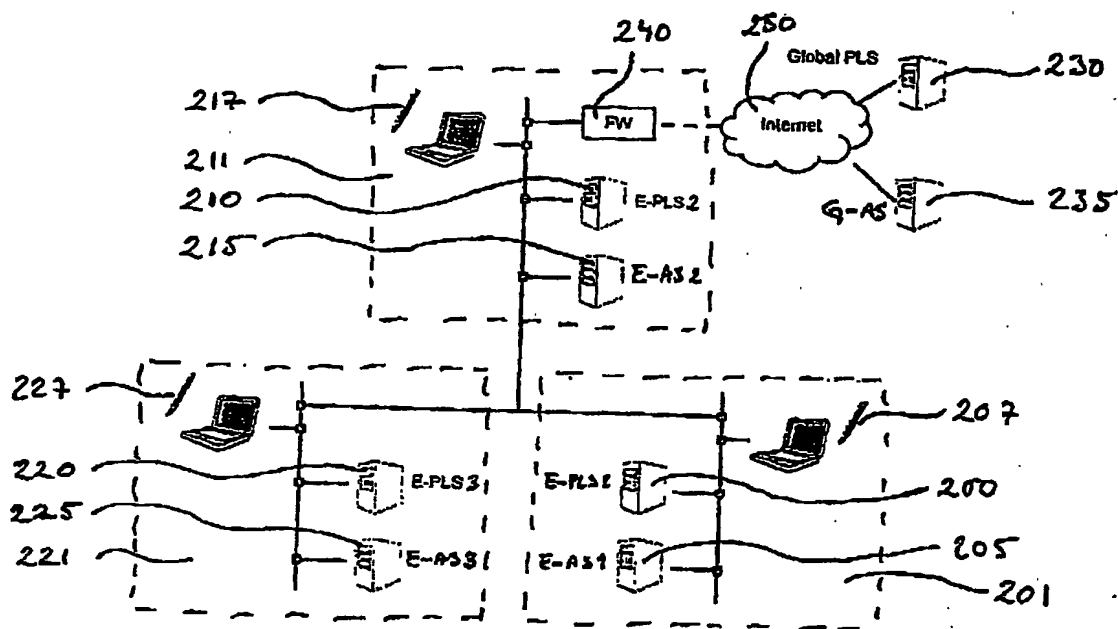 240
250
Global PLS
230
217
FW
Internet
211
210
E-PLS2
G-AS
235
215
E-AS2
227
207
220
E-PLS3
E-PLS1
200
225
E-AS3
E-AS1
205
221
201